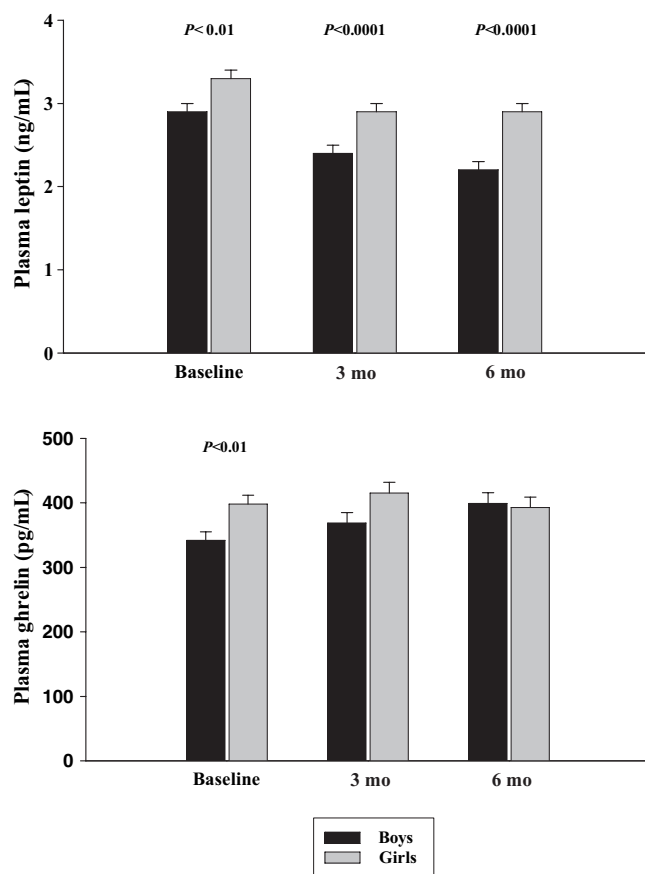 4
P< 0.01 P<0.0001 P<0.0001
3
Plasma leptin (ng/mL)
2
1
0
Baseline 3 mo 6 mo
500
P<0.01
400
Plasma ghrelin (pg/mL)
300
200
100
0
Baseline 3 mo 6 mo
Boys
Girls